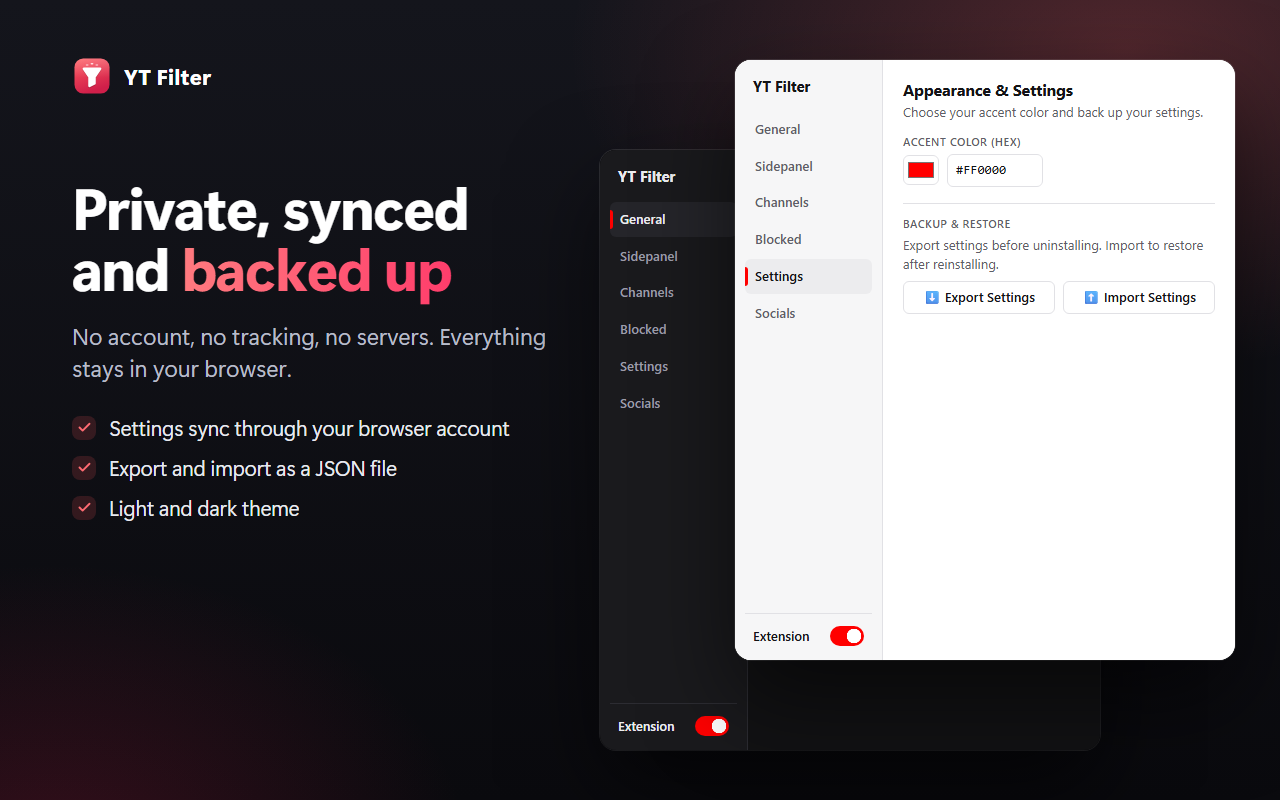 YT Filter
Private, synced
and backed up
No account, no tracking, no servers. Everything
stays in your browser.
Settings sync through your browser account
Export and import as a JSON file
Light and dark theme
YT Filter
General
Sidepanel
Channels
Blocked
Settings
Socials
Extension
YT Filter
General
Sidepanel
Channels
Blocked
Settings
Socials
Extension
Appearance & Settings
Choose your accent color and back up your settings.
ACCENT COLOR (HEX)
#FF0000
BACKUP & RESTORE
Export settings before uninstalling. Import to restore
after reinstalling.
⬇️ Export Settings
⬆️ Import Settings